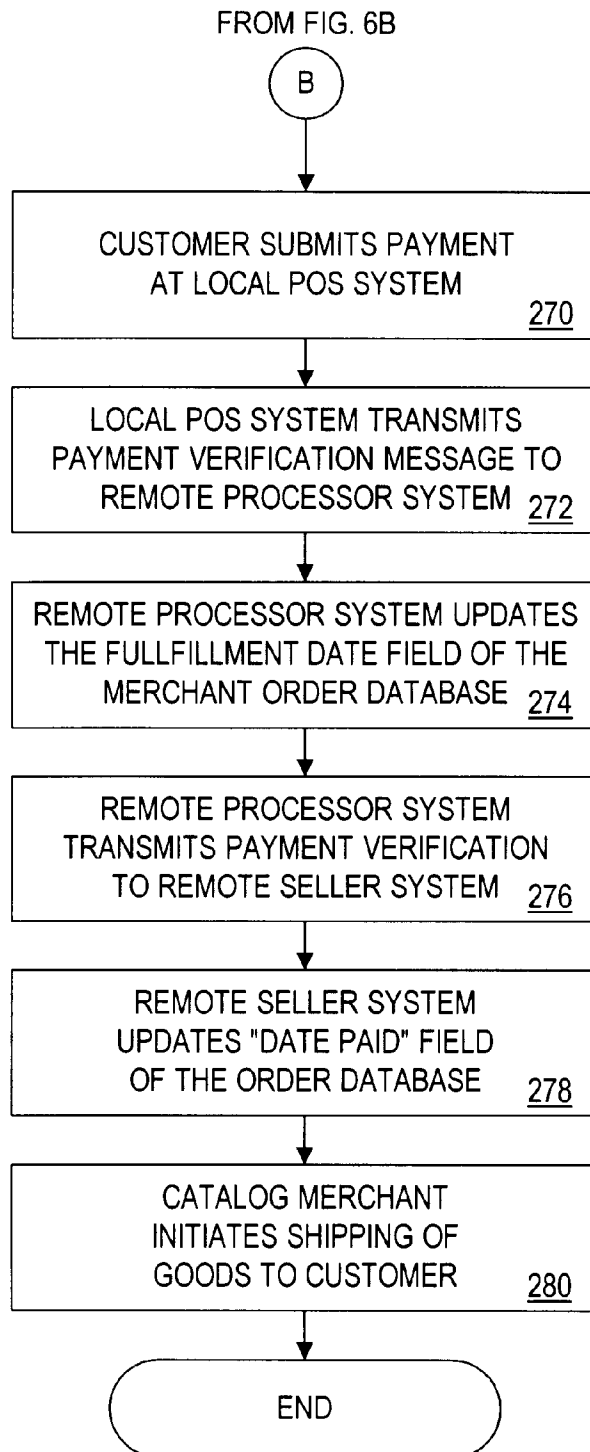 FROM FIG. 6B
B
CUSTOMER SUBMITS PAYMENT
AT LOCAL POS SYSTEM
270
LOCAL POS SYSTEM TRANSMITS
PAYMENT VERIFICATION MESSAGE TO
REMOTE PROCESSOR SYSTEM 272
REMOTE PROCESSOR SYSTEM UPDATES
THE FULLFILLMENT DATE FIELD OF THE
MERCHANT ORDER DATABASE 274
REMOTE PROCESSOR SYSTEM
TRANSMITS PAYMENT VERIFICATION
TO REMOTE SELLER SYSTEM 276
REMOTE SELLER SYSTEM
UPDATES "DATE PAID" FIELD
OF THE ORDER DATABASE 278
CATALOG MERCHANT
INITIATES SHIPPING OF
GOODS TO CUSTOMER 280
END